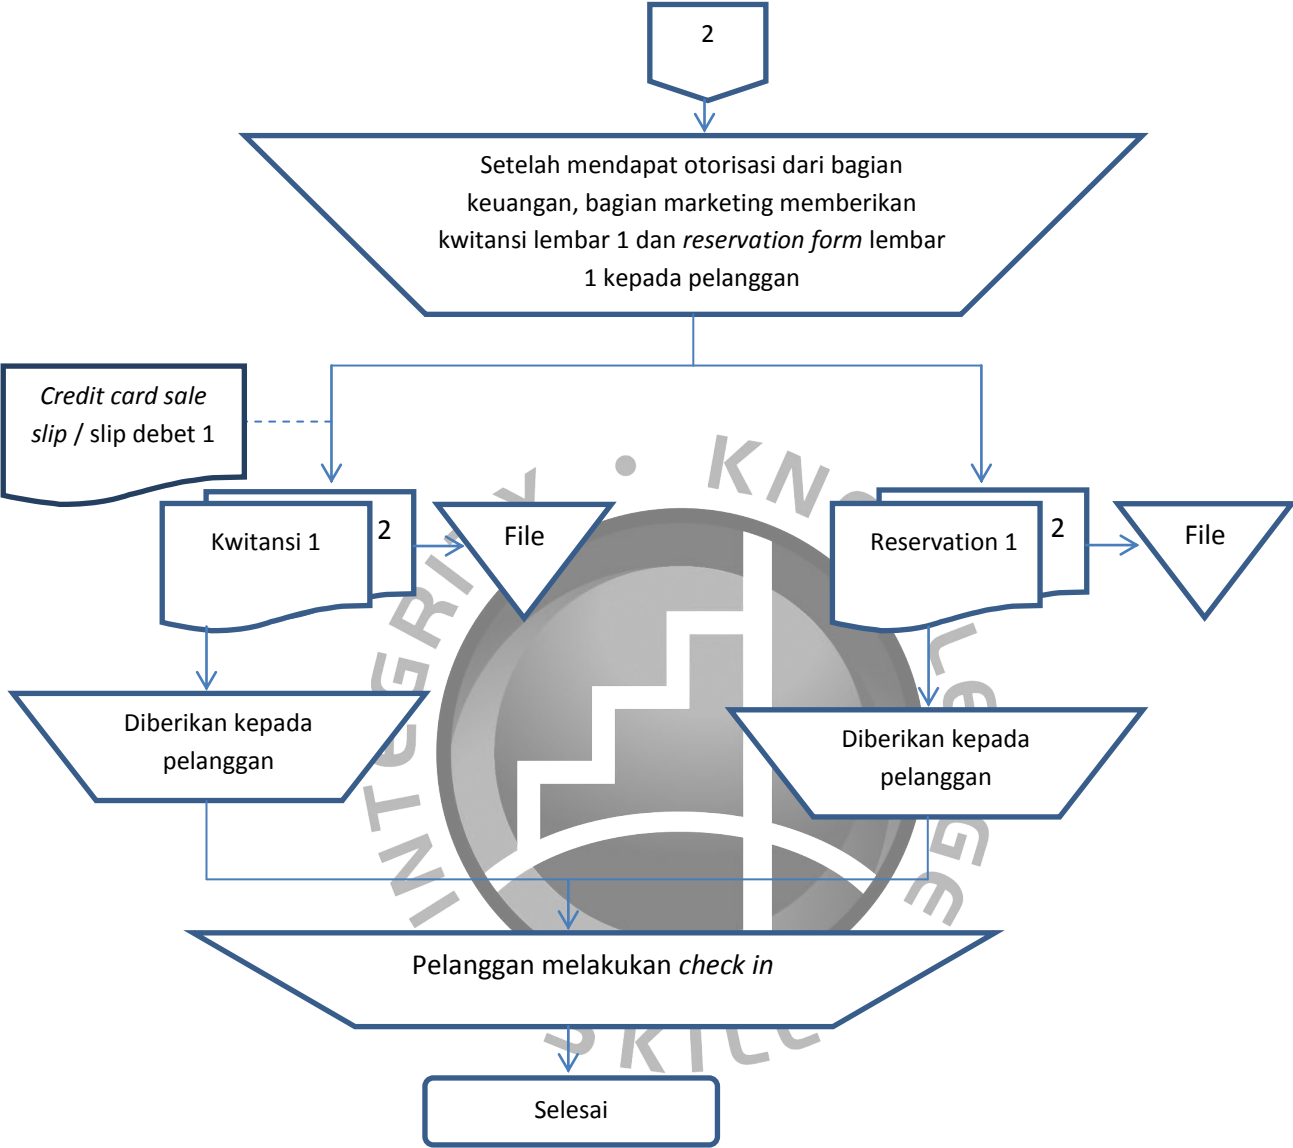 2
Setelah mendapat otorisasi dari bagian
keuangan, bagian marketing memberikan
kwitansi lembar 1 dan reservation form lembar
1 kepada pelanggan
Credit card sale
slip / slip debet 1
Kwitansi 1
2
File
Reservation 1
2
File
Diberikan kepada
pelanggan
Diberikan kepada
pelanggan
Pelanggan melakukan check in
Selesai